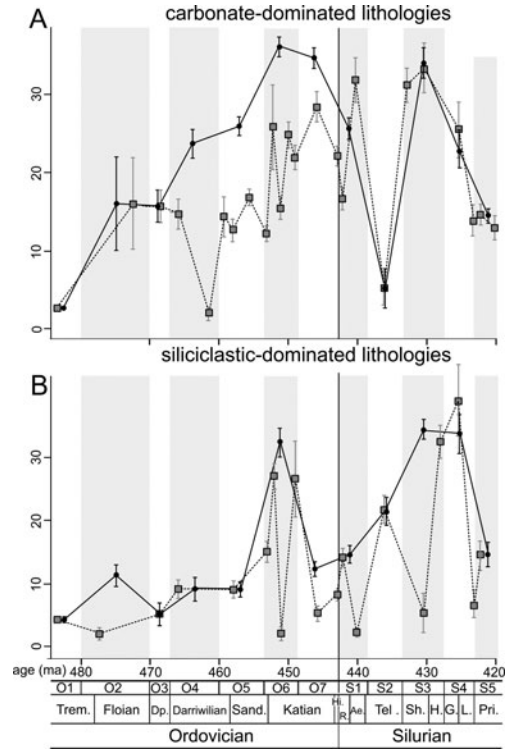 A carbonate-dominated lithologies
30
20
10
0
siliciclastic-dominated lithologies
B
30
20
10
0
age (ma) 480 470 460 450 440 430 420
O1 O2 O3 O4 O5 O6 O7 S1 S2 S3 S4 S5
Trem. Floian Dp. Darriwilian Sand. Katian Hi. R. Ae. Tel . Sh. H. G. L. Pri.
Ordovician Silurian